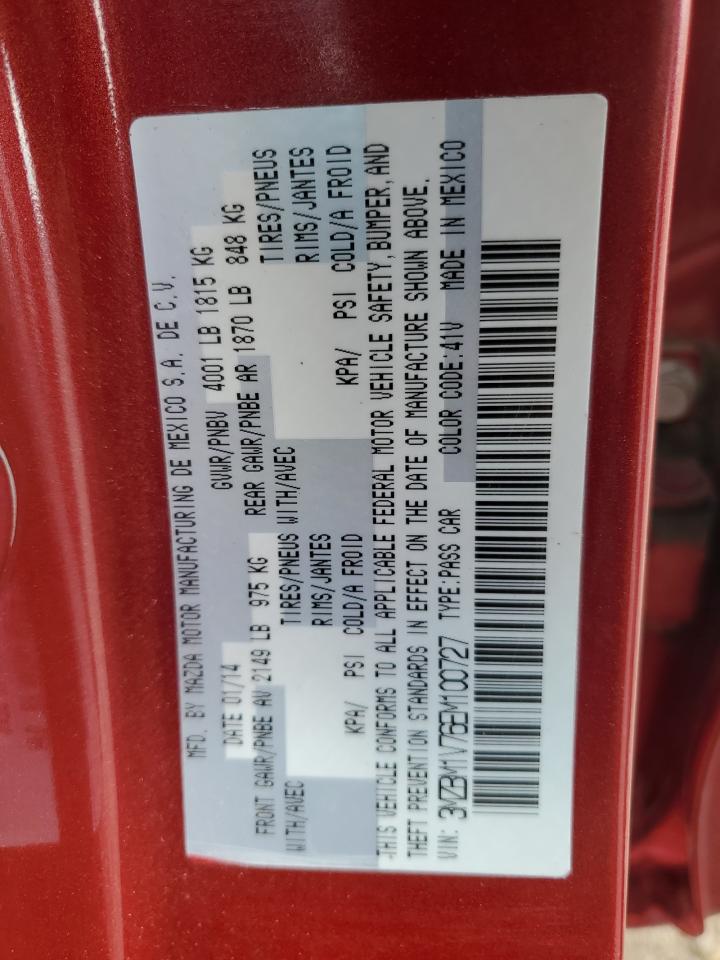 MFD. BY MAZDA MOTOR MANUFACTURING DE MEXICO S.A. DE C.V.
DATE 01/14 GVWR/PNBV 4001 LB 1815 KG
FRONT GAWR/PNBE AV 2149 LB 975 KG REAR GAWR/PNBE AR 1870 LB 848 KG
WITH/AVEC TIRES/PNEUS WITH/AVEC TIRES/PNEUS
RIMS/JANTES RIMS/JANTES
KPA/ PSI COLD/A FROID KPA/ PSI COLD/A FROID
THIS VEHICLE CONFORMS TO ALL APPLICABLE FEDERAL MOTOR VEHICLE SAFETY, BUMPER, AND
THEFT PREVENTION STANDARDS IN EFFECT ON THE DATE OF MANUFACTURE SHOWN ABOVE.
VIN: 3MZBM1V76EM100727 TYPE:PASS CAR COLOR CODE:41V MADE IN MEXICO